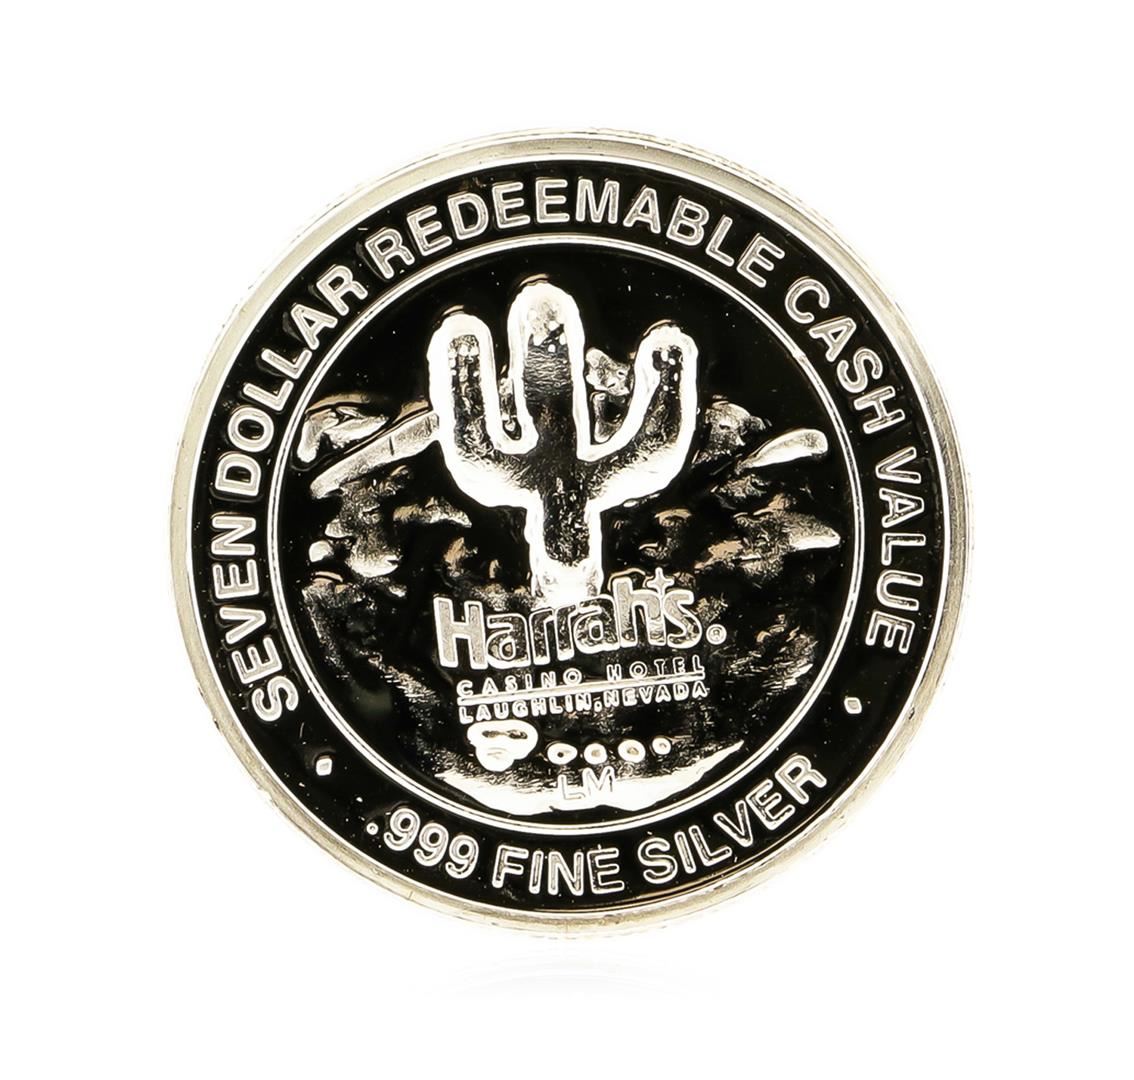 SEVEN DOLLAR REDEEMABLE CASH VALUE
Harrah's®
CASINO HOTEL
LAUGHLIN, NEVADA
LM
.999 FINE SILVER